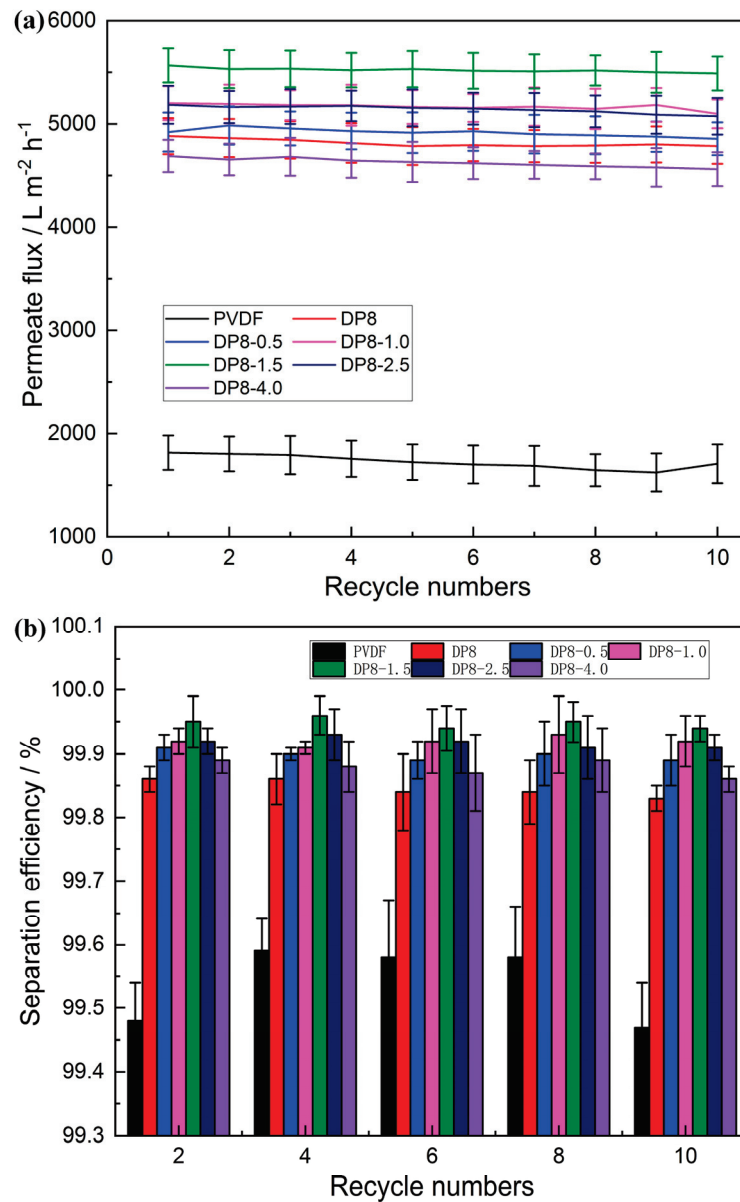 (a)
6000
5000
4000
3000
2000
1000
Permeate flux / L m⁻² h⁻¹
PVDF DP8
DP8-0.5 DP8-1.0
DP8-1.5 DP8-2.5
DP8-4.0
0 2 4 6 8 10
Recycle numbers
(b)
100.1
100.0
99.9
99.8
99.7
99.6
99.5
99.4
99.3
Separation efficiency / %
PVDF DP8 DP8-0.5 DP8-1.0
DP8-1.5 DP8-2.5 DP8-4.0
2 4 6 8 10
Recycle numbers